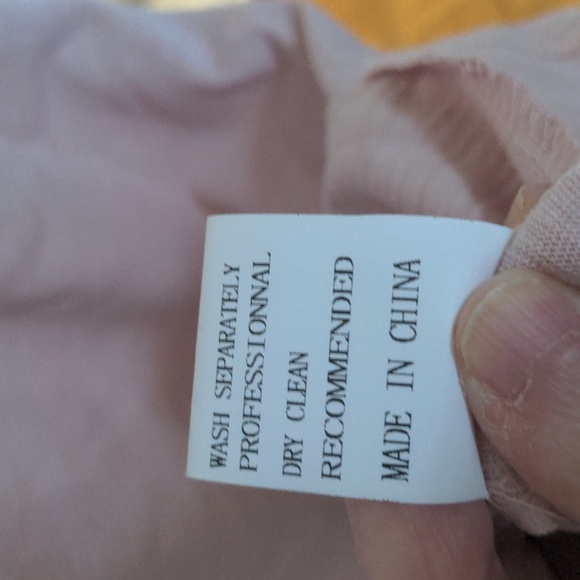 WASH SEPARATELY
PROFESSIONNAL
DRY CLEAN
RECOMMENDED
MADE IN CHINA